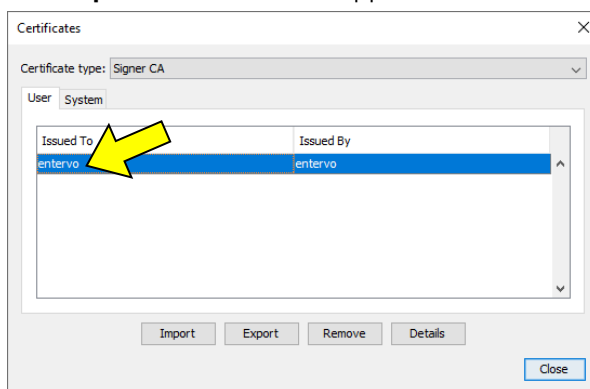 Certificates
Certificate type: Signer CA
User System
Issued To Issued By
entervo entervo
Import Export Remove Details
Close